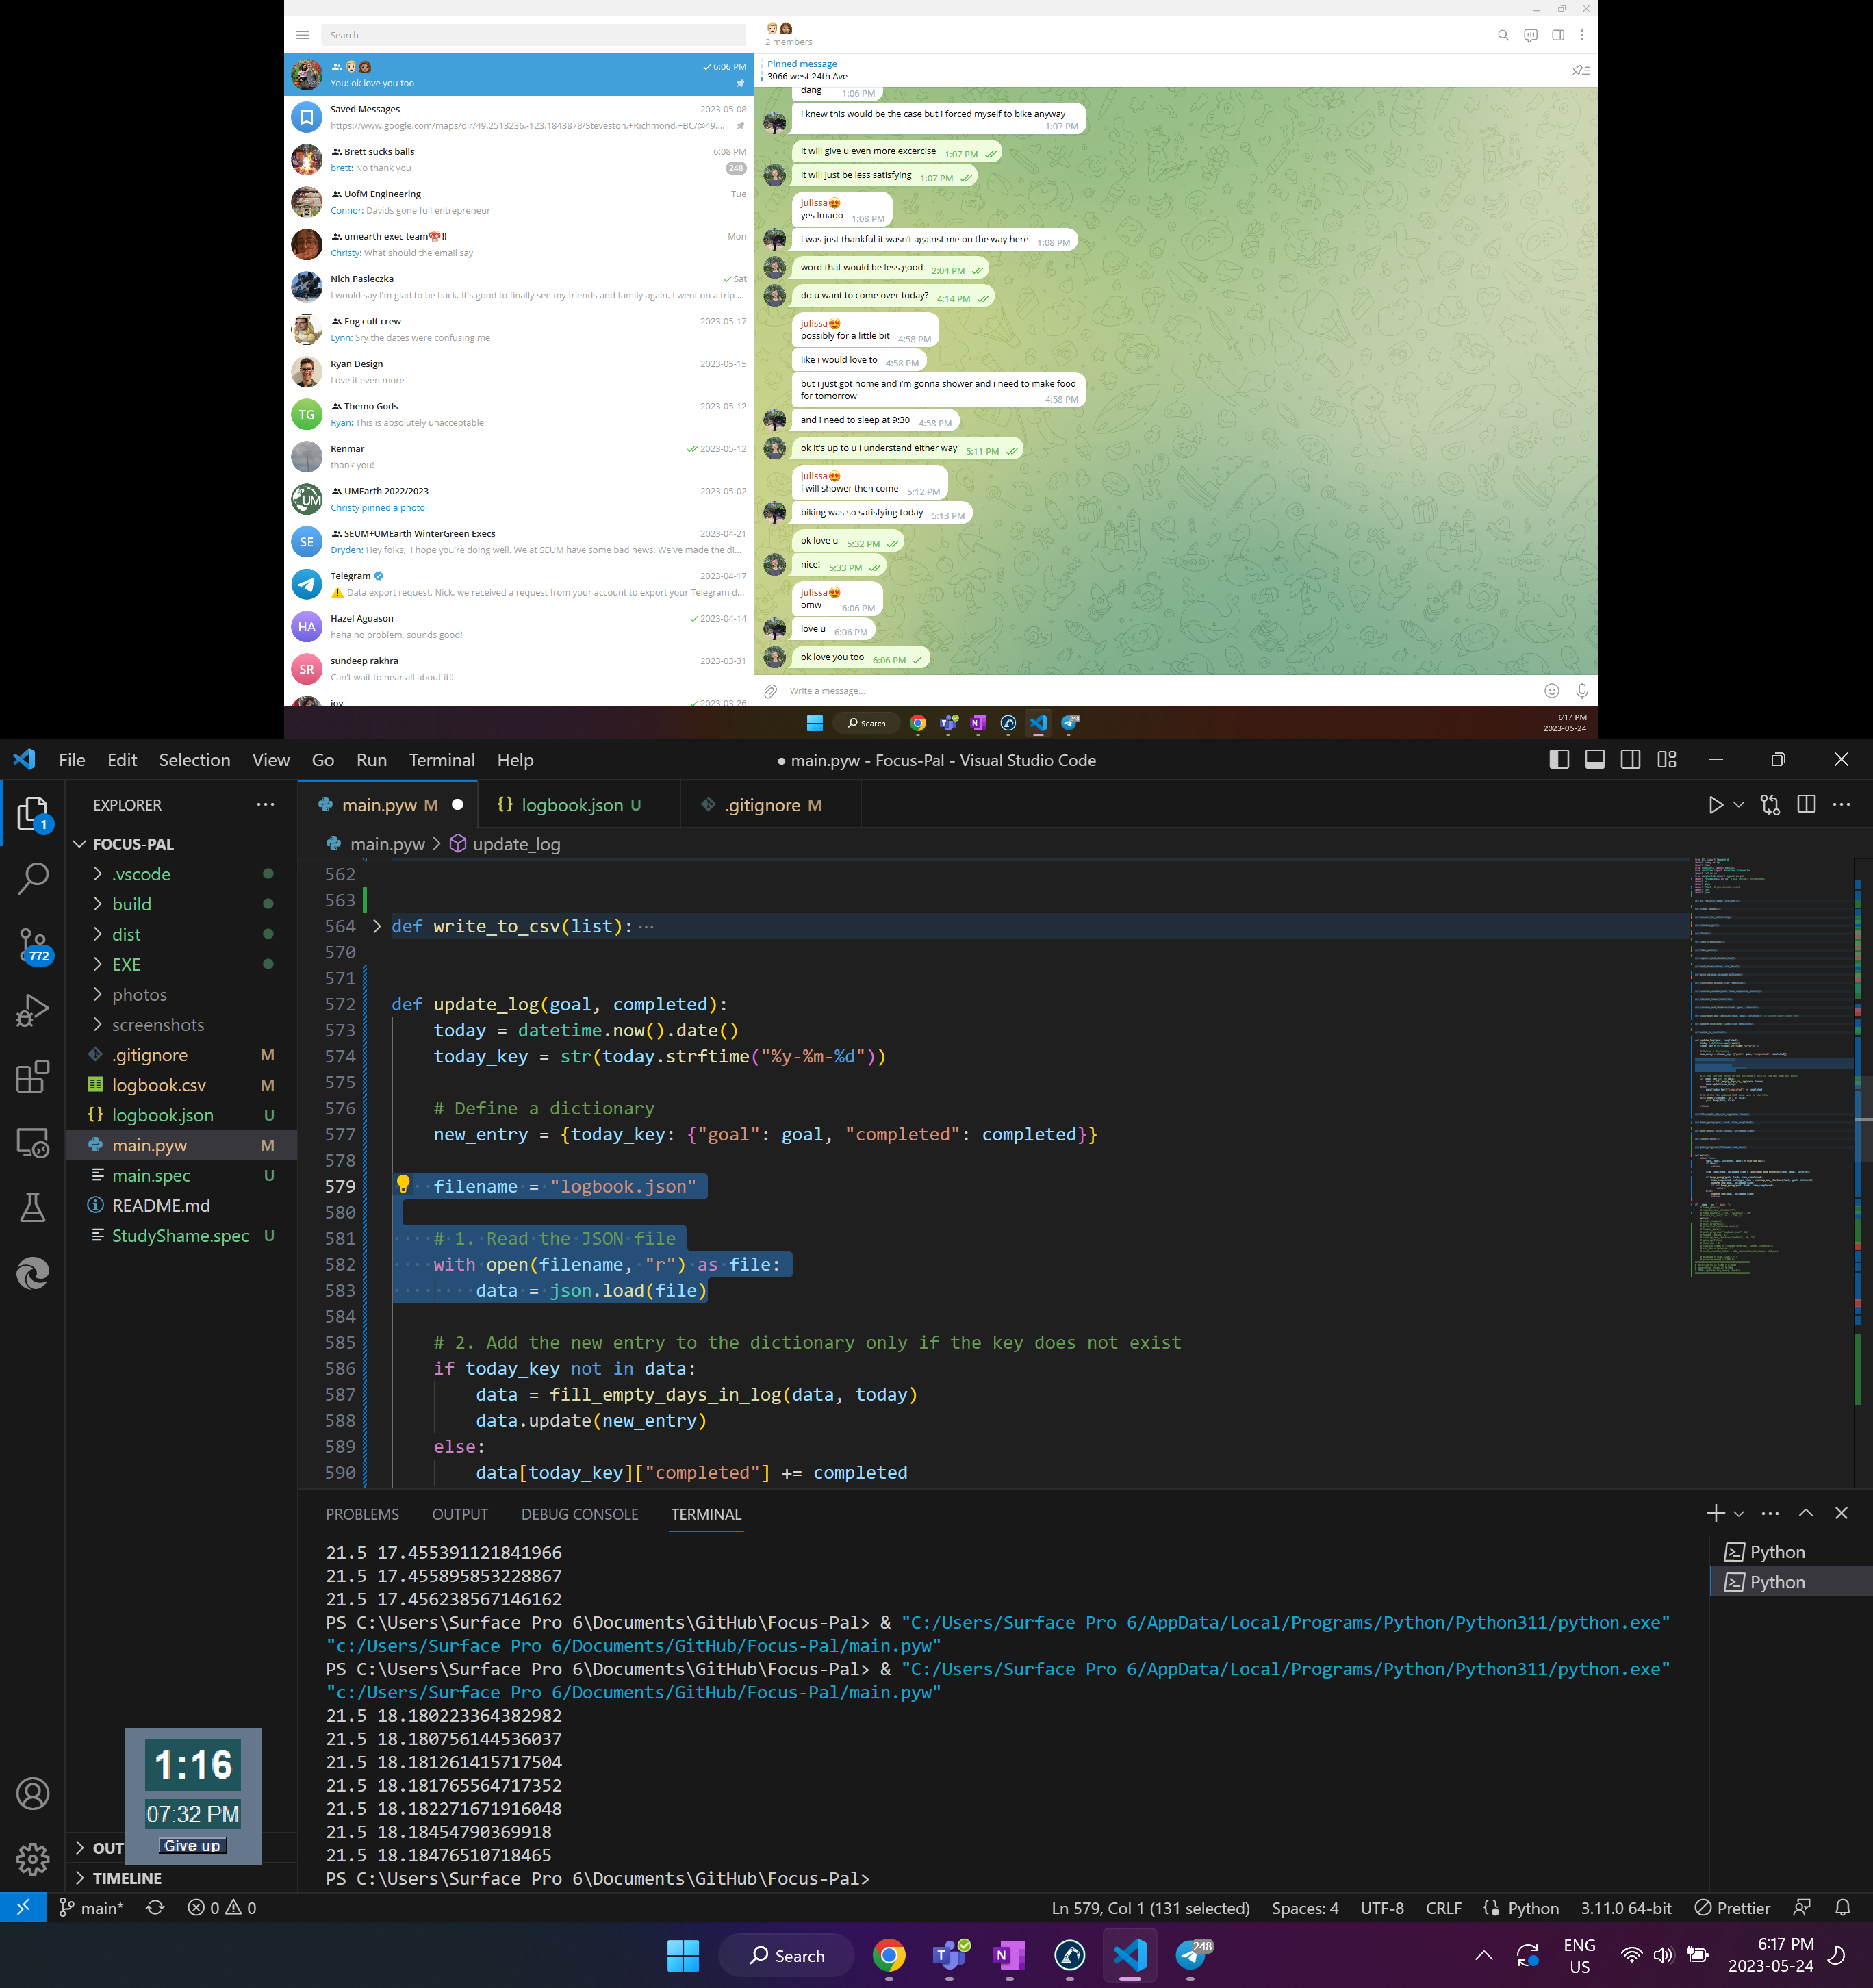 Search
2 members
Pinned message
3066 west 24th Ave
6:06 PM
You: ok love you too
Saved Messages 2023-05-08
https://www.google.com/maps/dir/49.2513236,-123.1843878/Steveston,+Richmond,+BC/@49....
Brett sucks balls 6:08 PM
brett: No thank you 248
UofM Engineering Tue
Connor: Davids gone full entrepreneur
umearth exec team!! Mon
Christy: What should the email say
Nich Pasieczka Sat
I would say I'm glad to be back. It's good to finally see my friends and family again. I went on a trip ...
Eng cult crew 2023-05-17
Lynn: Sry the dates were confusing me
Ryan Design 2023-05-15
Love it even more
TG Themo Gods 2023-05-12
Ryan: This is absolutely unacceptable
Renmar 2023-05-12
thank you!
UM UMEarth 2022/2023 2023-05-02
Christy pinned a photo
SE SEUM+UMEarth WinterGreen Execs 2023-04-21
Dryden: Hey folks, I hope you're doing well. We at SEUM have some bad news. We've made the di...
Telegram 2023-04-17
⚠ Data export request. Nick, we received a request from your account to export your Telegram d...
HA Hazel Aguason 2023-04-14
haha no problem, sounds good!
SR sundeep rakhra 2023-03-31
Can't wait to hear all about it!!
joy 2023-03-26
dang 1:06 PM
i knew this would be the case but i forced myself to bike anyway
1:07 PM
it will give u even more excercise 1:07 PM
it will just be less satisfying 1:07 PM
julissa😍
yes lmaoo 1:08 PM
i was just thankful it wasn't against me on the way here 1:08 PM
word that would be less good 2:04 PM
do u want to come over today? 4:14 PM
julissa😍
possibly for a little bit 4:58 PM
like i would love to 4:58 PM
but i just got home and i'm gonna shower and i need to make food
for tomorrow 4:58 PM
and i need to sleep at 9:30 4:58 PM
ok it's up to u I understand either way 5:11 PM
julissa😍
i will shower then come 5:12 PM
biking was so satisfying today 5:13 PM
ok love u 5:32 PM
nice! 5:33 PM
julissa😍
omw 6:06 PM
love u 6:06 PM
ok love you too 6:06 PM
Write a message...
Search
248
6:17 PM
2023-05-24
File Edit Selection View Go Run Terminal Help
● main.pyw - Focus-Pal - Visual Studio Code
EXPLORER
1
772
FOCUS-PAL
.vscode
build
dist
EXE
photos
screenshots
.gitignore M
logbook.csv M
logbook.json U
main.pyw M
main.spec U
README.md
StudyShame.spec U
OUT
TIMELINE
main.pyw M
logbook.json U
.gitignore M
main.pyw > update_log
562
563
564 def write_to_csv(list):···
570
571
572 def update_log(goal, completed):
573 today = datetime.now().date()
574 today_key = str(today.strftime("%y-%m-%d"))
575
576 # Define a dictionary
577 new_entry = {today_key: {"goal": goal, "completed": completed}}
578
579 filename = "logbook.json"
580
581 # 1. Read the JSON file
582 with open(filename, "r") as file:
583 data = json.load(file)
584
585 # 2. Add the new entry to the dictionary only if the key does not exist
586 if today_key not in data:
587 data = fill_empty_days_in_log(data, today)
588 data.update(new_entry)
589 else:
590 data[today_key]["completed"] += completed
PROBLEMS OUTPUT DEBUG CONSOLE TERMINAL
Python
Python
21.5 17.455391121841966
21.5 17.455895853228867
21.5 17.456238567146162
PS C:\Users\Surface Pro 6\Documents\GitHub\Focus-Pal> & "C:/Users/Surface Pro 6/AppData/Local/Programs/Python/Python311/python.exe"
"c:/Users/Surface Pro 6/Documents/GitHub/Focus-Pal/main.pyw"
PS C:\Users\Surface Pro 6\Documents\GitHub\Focus-Pal> & "C:/Users/Surface Pro 6/AppData/Local/Programs/Python/Python311/python.exe"
"c:/Users/Surface Pro 6/Documents/GitHub/Focus-Pal/main.pyw"
21.5 18.180223364382982
21.5 18.180756144536037
21.5 18.181261415717504
21.5 18.181765564717352
21.5 18.182271671916048
21.5 18.18454790369918
21.5 18.18476510718465
PS C:\Users\Surface Pro 6\Documents\GitHub\Focus-Pal>
1:16
07:32 PM
Give up
main* 0 0
Ln 579, Col 1 (131 selected) Spaces: 4 UTF-8 CRLF Python 3.11.0 64-bit Prettier
Search
248
ENG
US
6:17 PM
2023-05-24